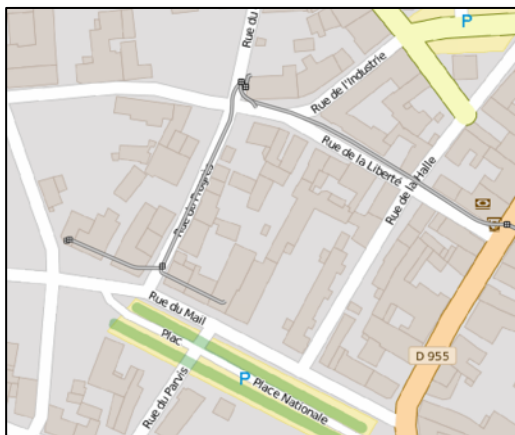 P
Rue du
Rue de l'Industrie
Rue de la Liberté
Rue de la Halle
Rue du Progrès
Rue du Mail
Plac
Place Nationale
P
Rue du Parvis
D 955